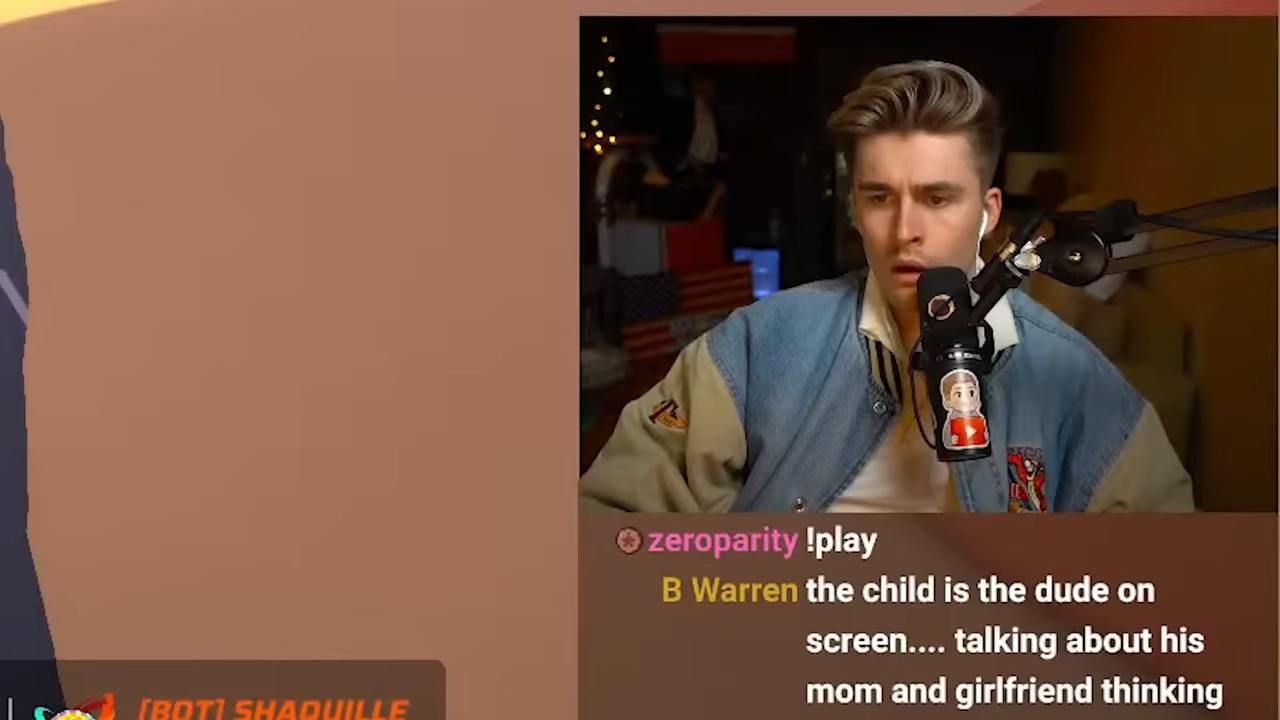 zeroparity !play
B Warren the child is the dude on
screen.... talking about his
mom and girlfriend thinking
[BOT] SHAQUILLE